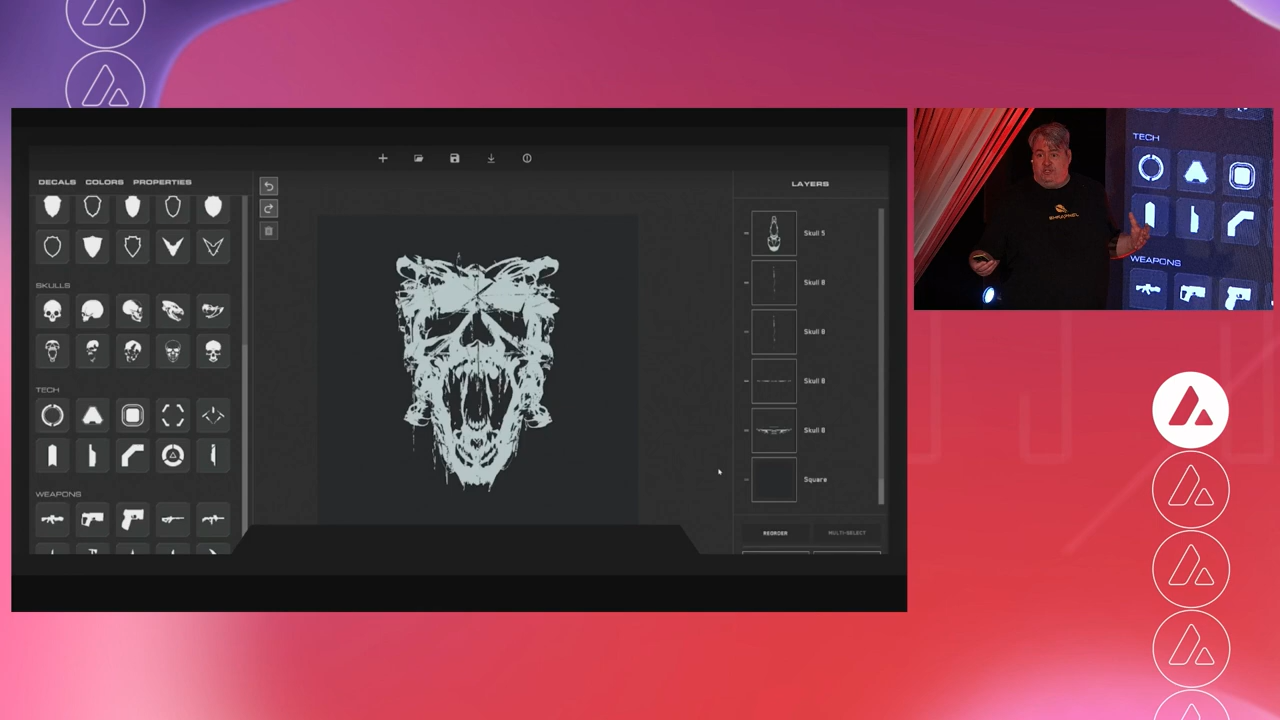 DECALS COLORS PROPERTIES
LAYERS
Skull 5
SKULLS
Skull 8
Skull 8
TECH
Skull 8
Skull 8
Square
WEAPONS
REORDER
MULTI-SELECT
TECH
SHRAPNEL
WEAPONS